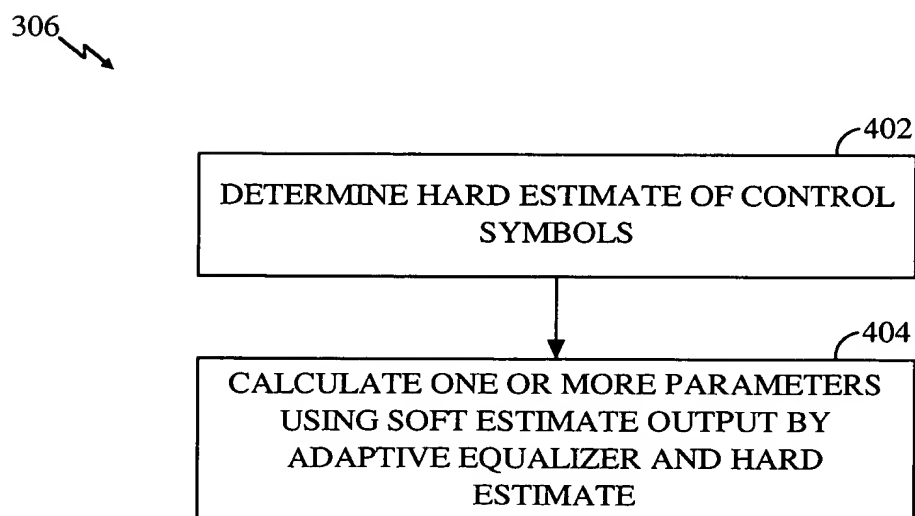 306
402
DETERMINE HARD ESTIMATE OF CONTROL
SYMBOLS
404
CALCULATE ONE OR MORE PARAMETERS
USING SOFT ESTIMATE OUTPUT BY
ADAPTIVE EQUALIZER AND HARD
ESTIMATE